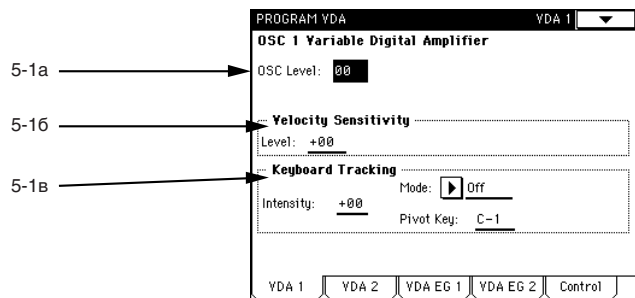 PROGRAM VDA VDA 1
OSC 1 Variable Digital Amplifier
5-1а
OSC Level: 00
5-1б
Velocity Sensitivity
Level: +00
5-1в
Keyboard Tracking
Mode: Off
Intensity: +00
Pivot Key: C-1
VDA 1 VDA 2 VDA EG 1 VDA EG 2 Control